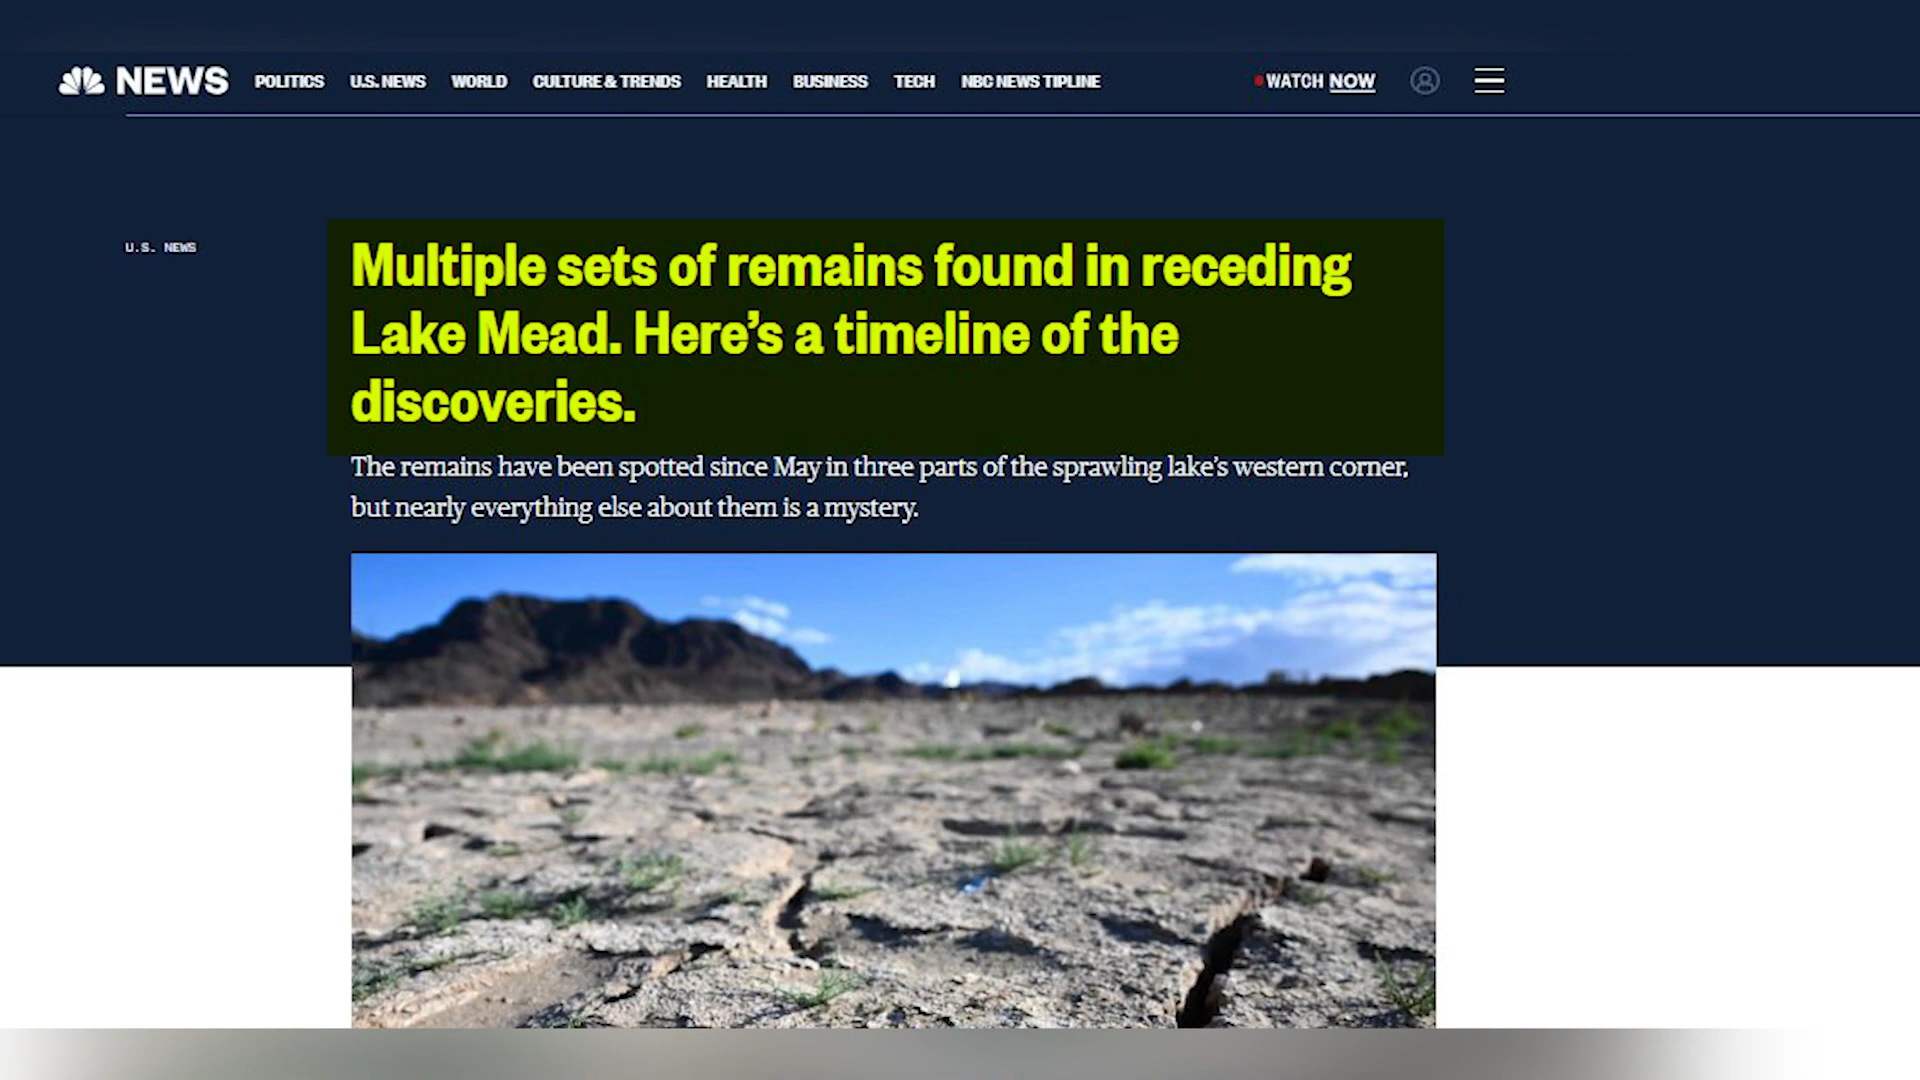 NEWS POLITICS U.S. NEWS WORLD CULTURE & TRENDS HEALTH BUSINESS TECH NBC NEWS TIPLINE WATCH NOW
U.S. NEWS
Multiple sets of remains found in receding
Lake Mead. Here’s a timeline of the
discoveries.
The remains have been spotted since May in three parts of the sprawling lake’s western corner,
but nearly everything else about them is a mystery.